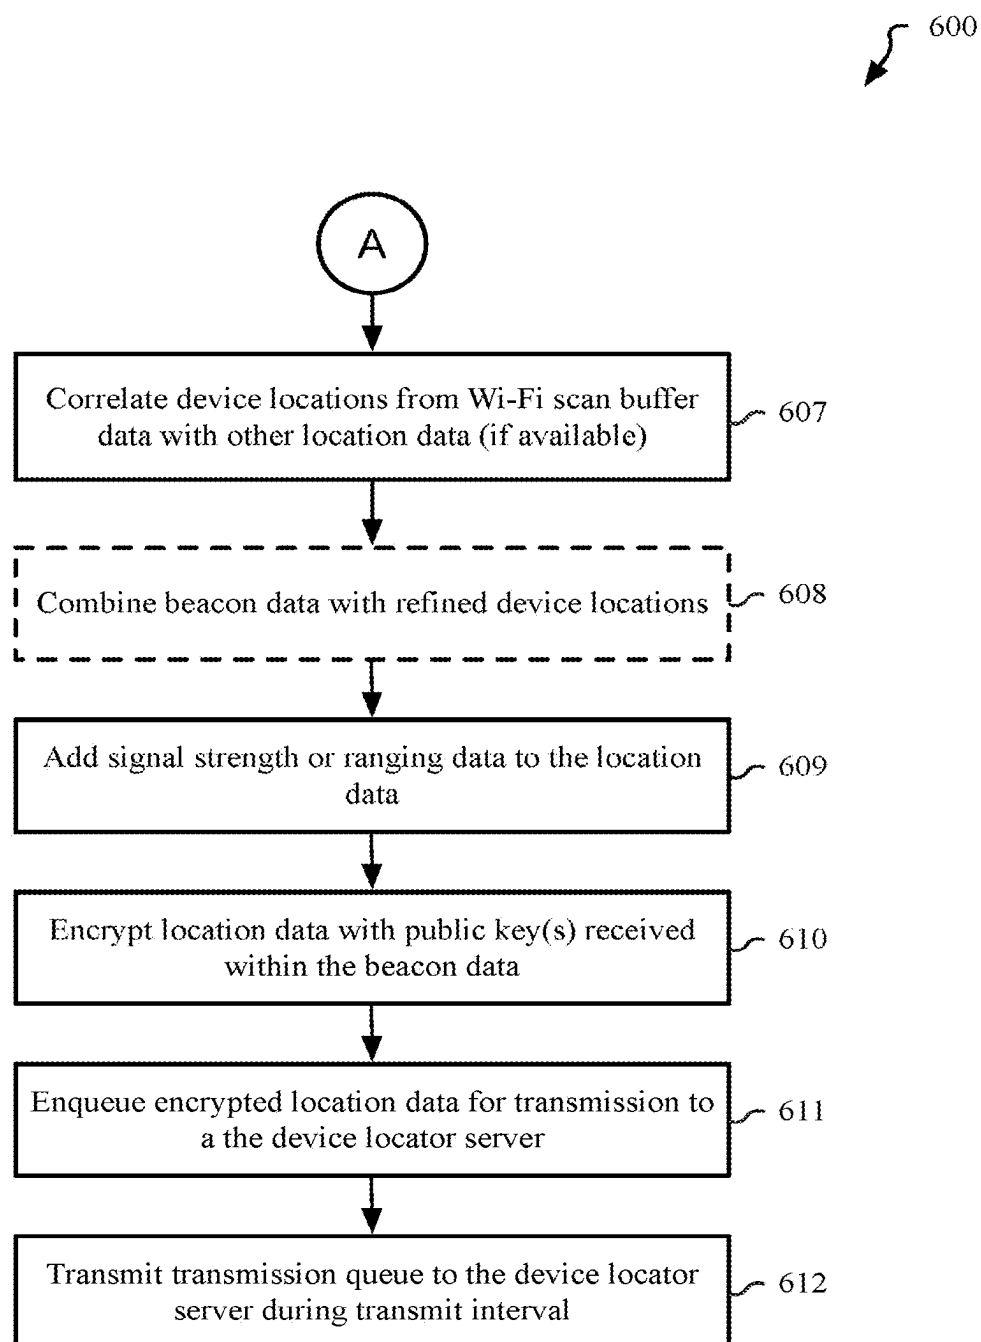 600
A
Correlate device locations from Wi-Fi scan buffer
data with other location data (if available)
607
Combine beacon data with refined device locations
608
Add signal strength or ranging data to the location
data
609
Encrypt location data with public key(s) received
within the beacon data
610
Enqueue encrypted location data for transmission to
a the device locator server
611
Transmit transmission queue to the device locator
server during transmit interval
612